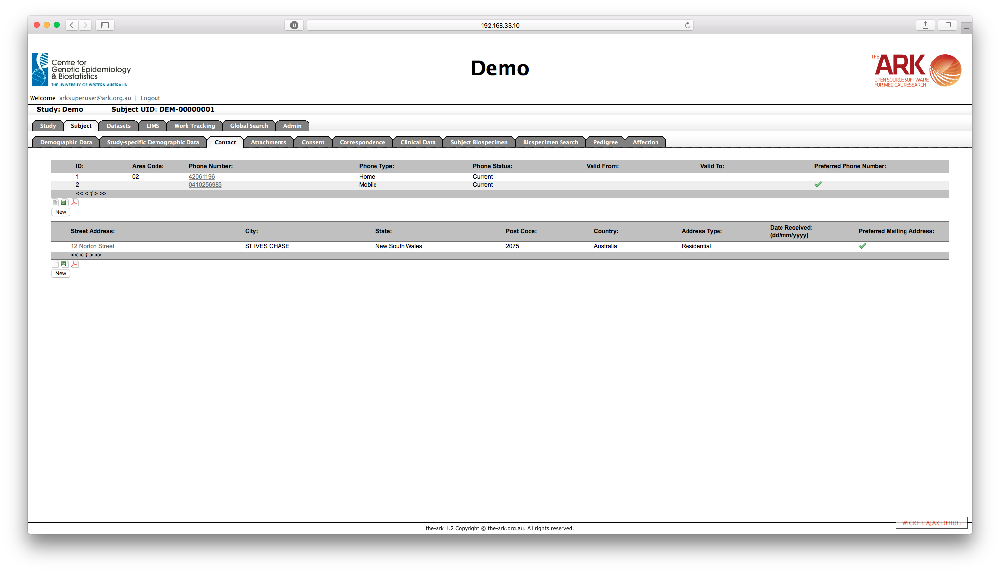 192.168.33.10
Centre for
Genetic Epidemiology
& Biostatistics
THE UNIVERSITY OF WESTERN AUSTRALIA
Demo
THE ARK
OPEN SOURCE SOFTWARE
FOR MEDICAL RESEARCH
Welcome arksuperuser@ark.org.au | Logout
Study: Demo Subject UID: DEM-00000001
Study Subject Datasets LIMS Work Tracking Global Search Admin
Demographic Data Study-specific Demographic Data Contact Attachments Consent Correspondence Clinical Data Subject Biospecimen Biospecimen Search Pedigree Affection
ID: Area Code: Phone Number: Phone Type: Phone Status: Valid From: Valid To: Preferred Phone Number:
1 02 42061196 Home Current
2 0410256985 Mobile Current
<< < 1 > >>
New
Street Address: City: State: Post Code: Country: Address Type: Date Received: (dd/mm/yyyy) Preferred Mailing Address:
12 Norton Street ST IVES CHASE New South Wales 2075 Australia Residential
<< < 1 > >>
New
WICKET AJAX DEBUG
the-ark 1.2 Copyright © the-ark.org.au. All rights reserved.